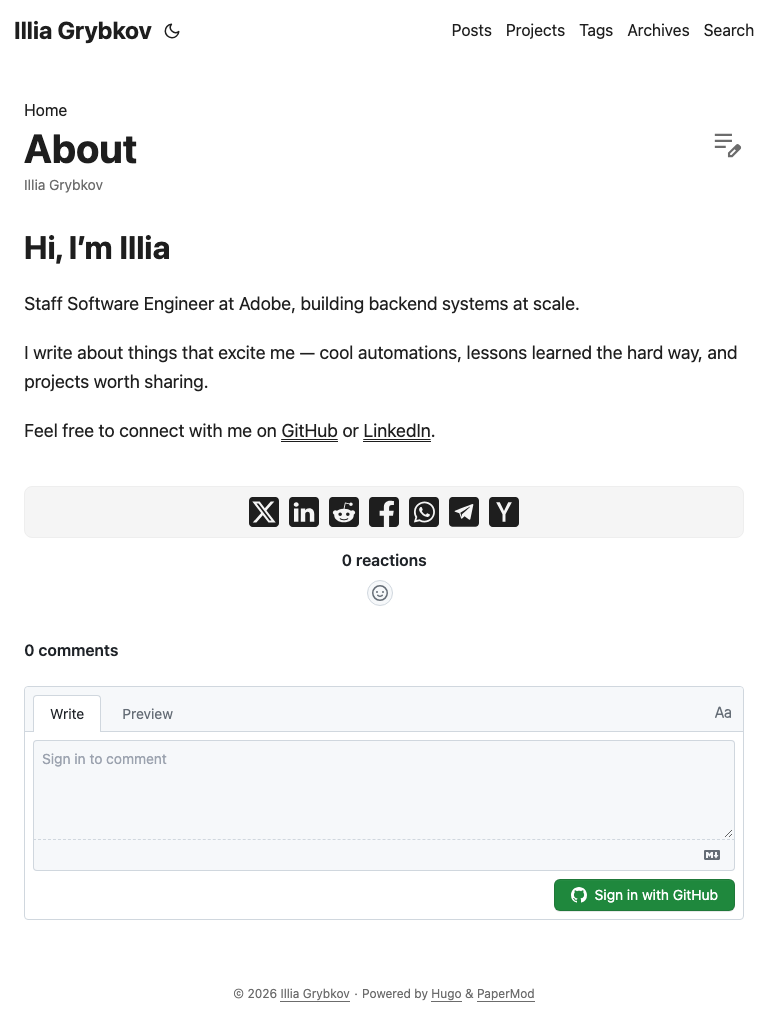 Illia Grybkov
Posts Projects Tags Archives Search
Home
About
Illia Grybkov
Hi, I’m Illia
Staff Software Engineer at Adobe, building backend systems at scale.
I write about things that excite me — cool automations, lessons learned the hard way, and
projects worth sharing.
Feel free to connect with me on GitHub or LinkedIn.
0 reactions
0 comments
Write Preview Aa
Sign in to comment
Sign in with GitHub
© 2026 Illia Grybkov · Powered by Hugo & PaperMod